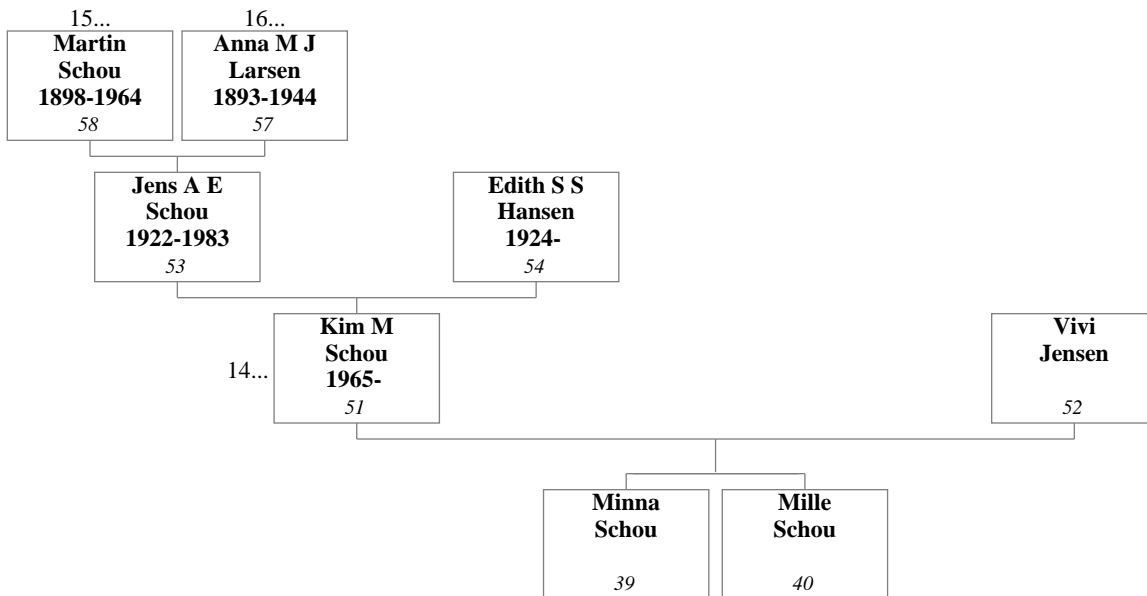 15...
16...
Martin
Schou
1898-1964
58
Anna M J
Larsen
1893-1944
57
Jens A E
Schou
1922-1983
53
Edith S S
Hansen
1924-
54
14...
Kim M
Schou
1965-
51
Vivi
Jensen
52
Minna
Schou
39
Mille
Schou
40